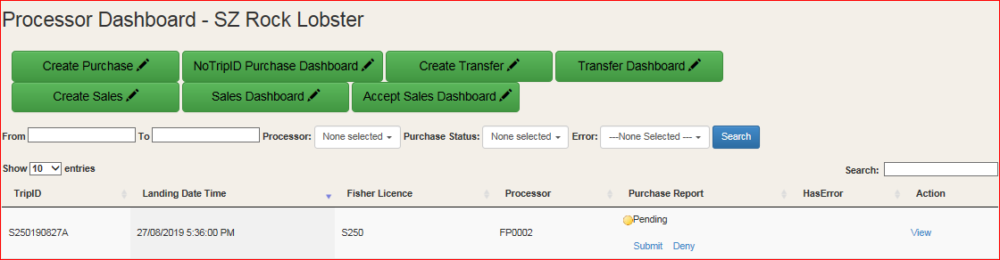 Processor Dashboard - SZ Rock Lobster
Create Purchase NoTripID Purchase Dashboard Create Transfer Transfer Dashboard
Create Sales Sales Dashboard Accept Sales Dashboard
From To Processor: None selected Purchase Status: None selected Error: ---None Selected --- Search
Show 10 entries Search:
TripID Landing Date Time Fisher Licence Processor Purchase Report HasError Action
Pending
S250190827A 27/08/2019 5:36:00 PM S250 FP0002 View
Submit Deny